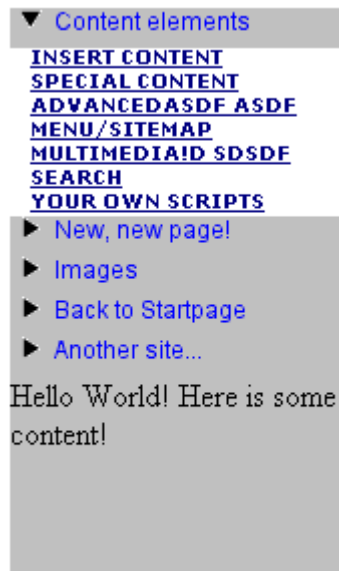 Content elements
INSERT CONTENT
SPECIAL CONTENT
ADVANCEDASDF ASDF
MENU/SITEMAP
MULTIMEDIA!D SDSDF
SEARCH
YOUR OWN SCRIPTS
New, new page!
Images
Back to Startpage
Another site...
Hello World! Here is some
content!